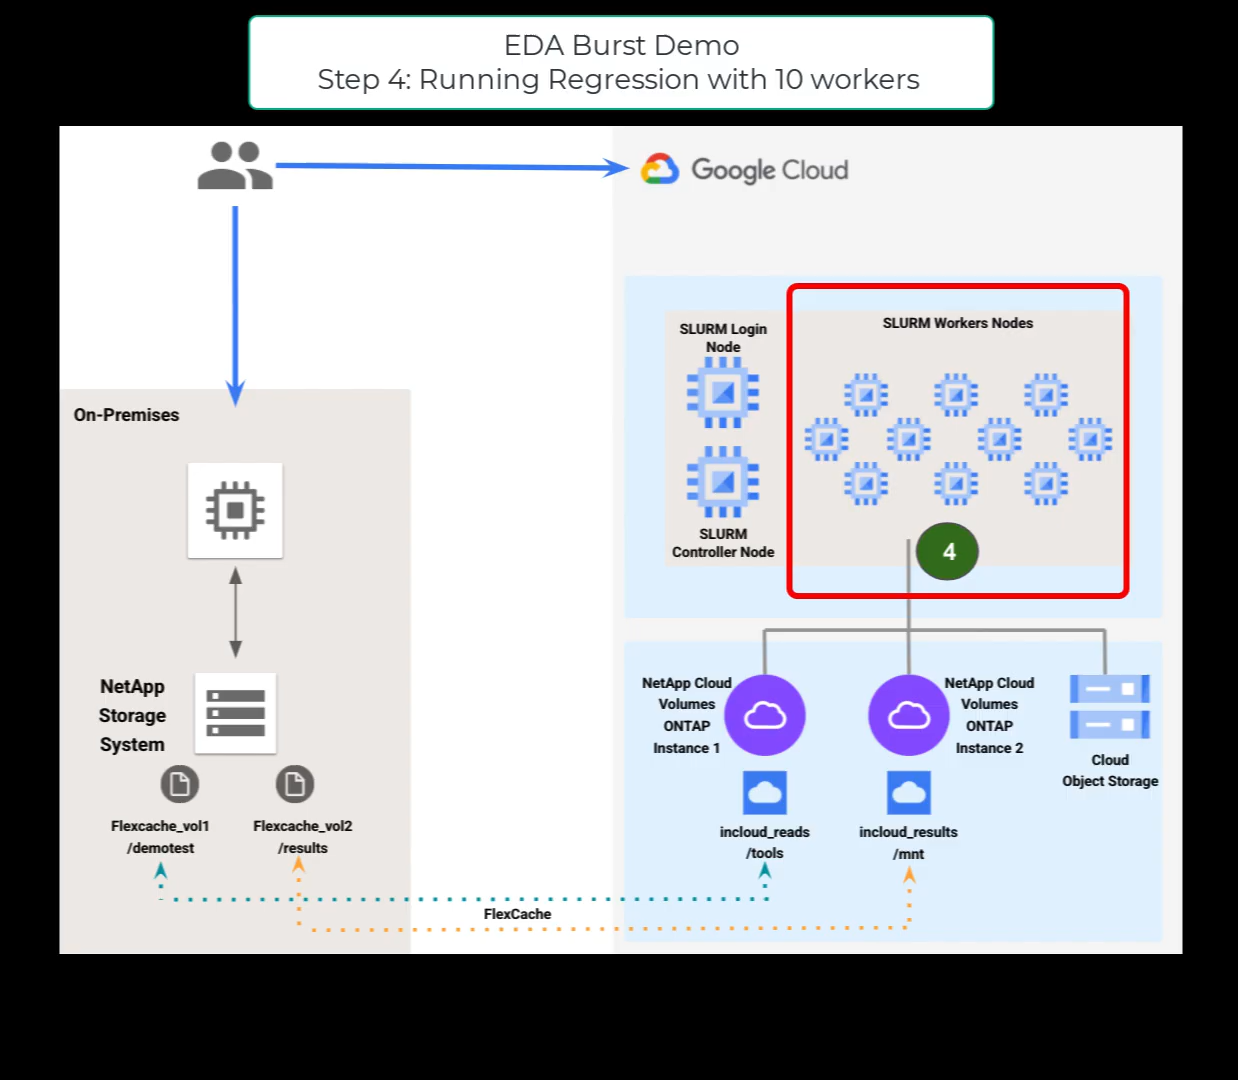 EDA Burst Demo
Step 4: Running Regression with 10 workers
Google Cloud
SLURM Login
Node
SLURM Workers Nodes
On-Premises
SLURM
Controller Node
4
NetApp
Storage
System
NetApp Cloud
Volumes
ONTAP
Instance 1
NetApp Cloud
Volumes
ONTAP
Instance 2
Cloud
Object Storage
Flexcache_vol1
/demotest
Flexcache_vol2
/results
incloud_reads
/tools
incloud_results
/mnt
FlexCache